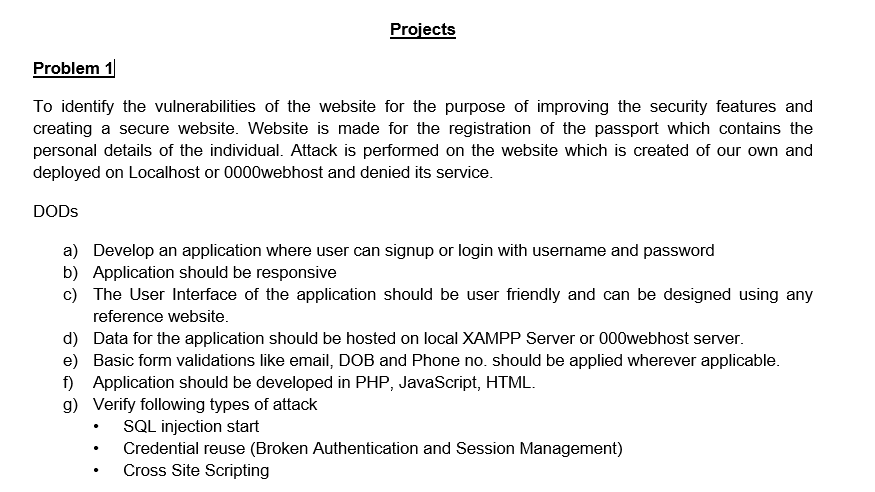 Projects
Problem 1
To identify the vulnerabilities of the website for the purpose of improving the security features and
creating a secure website. Website is made for the registration of the passport which contains the
personal details of the individual. Attack is performed on the website which is created of our own and
deployed on Localhost or 0000webhost and denied its service.
DODs
a) Develop an application where user can signup or login with username and password
b) Application should be responsive
c) The User Interface of the application should be user friendly and can be designed using any
reference website.
d) Data for the application should be hosted on local XAMPP Server or 000webhost server.
e) Basic form validations like email, DOB and Phone no. should be applied wherever applicable.
f) Application should be developed in PHP, JavaScript, HTML.
g) Verify following types of attack
• SQL injection start
• Credential reuse (Broken Authentication and Session Management)
• Cross Site Scripting